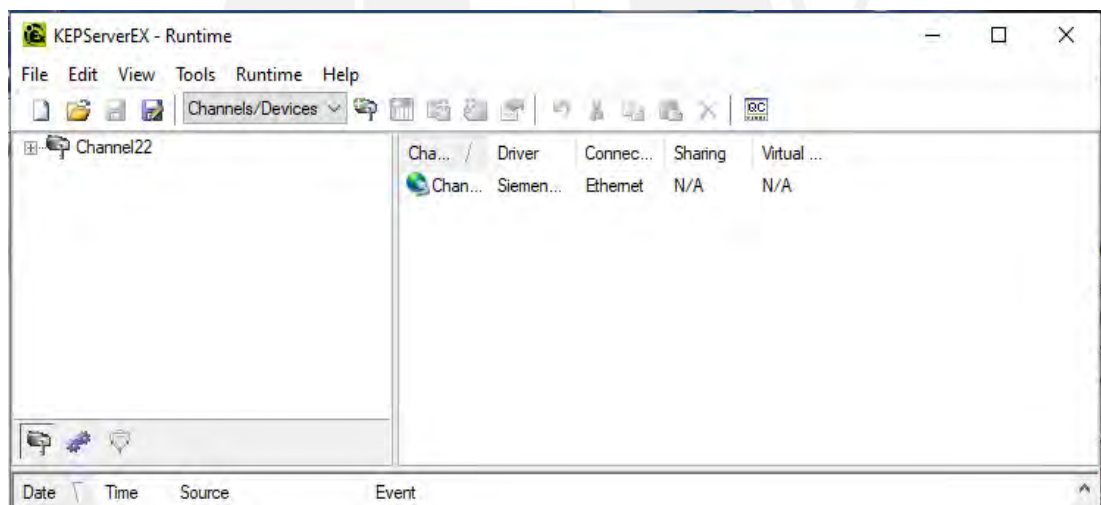 KEPServerEX - Runtime
File Edit View Tools Runtime Help
Channels/Devices
QC
Channel22
Cha... / Driver Connec... Sharing Virtual ...
Chan... Siemen... Ethernet N/A N/A
Date Time Source Event